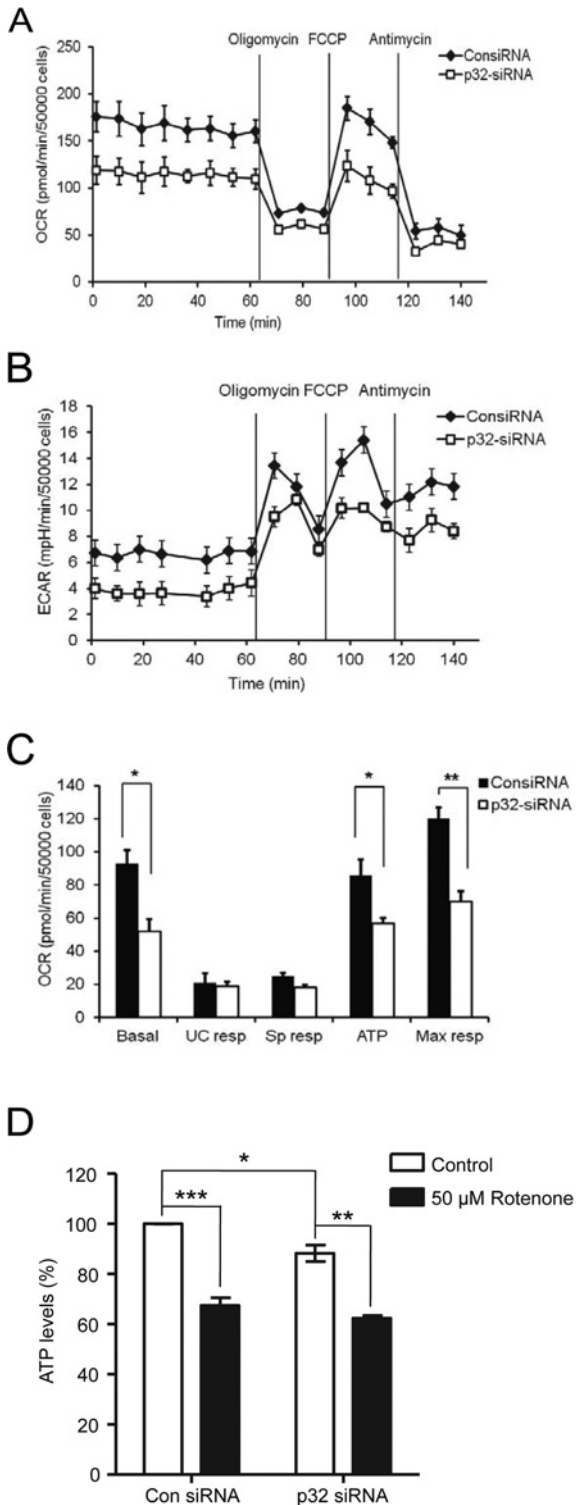 A
Oligomycin FCCP Antimycin
ConsiRNA
p32-siRNA
OCR (pmol/min/50000 cells)
250
200
150
100
50
0
0 20 40 60 80 100 120 140
Time (min)
B
Oligomycin FCCP Antimycin
ConsiRNA
p32-siRNA
ECAR (mpH/min/50000 cells)
18
16
14
12
10
8
6
4
2
0
0 20 40 60 80 100 120 140
Time (min)
C
ConsiRNA
p32-siRNA
* * **
OCR (pmol/min/50000 cells)
140
120
100
80
60
40
20
0
Basal UC resp Sp resp ATP Max resp
D
Control
50 µM Rotenone
*
*** **
ATP levels (%)
120
100
80
60
40
20
0
Con siRNA p32 siRNA